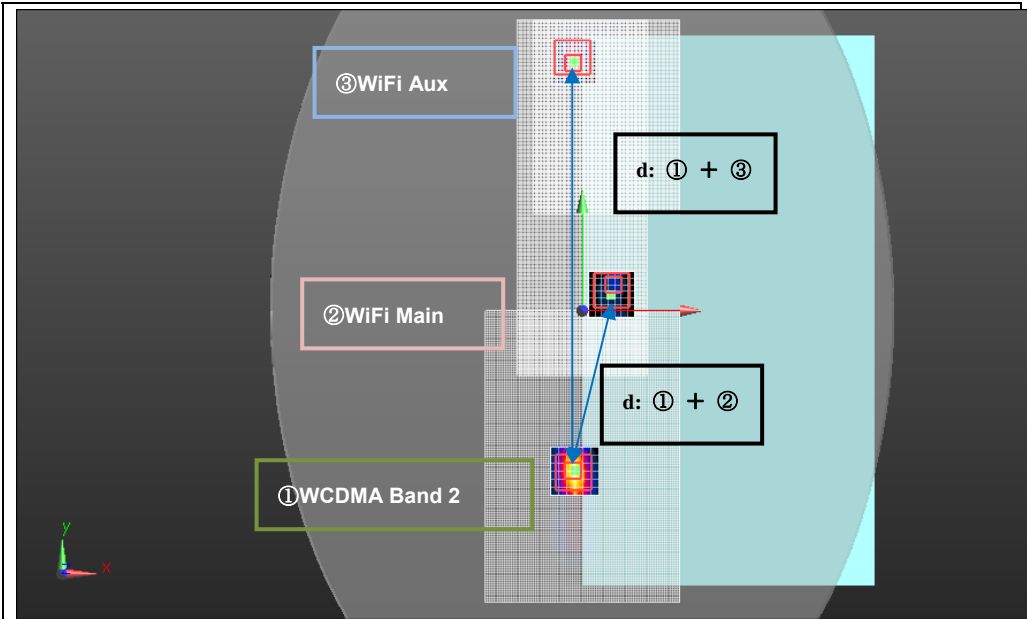 ③WiFi Aux
d: ① + ③
②WiFi Main
d: ① + ②
①WCDMA Band 2
y
x